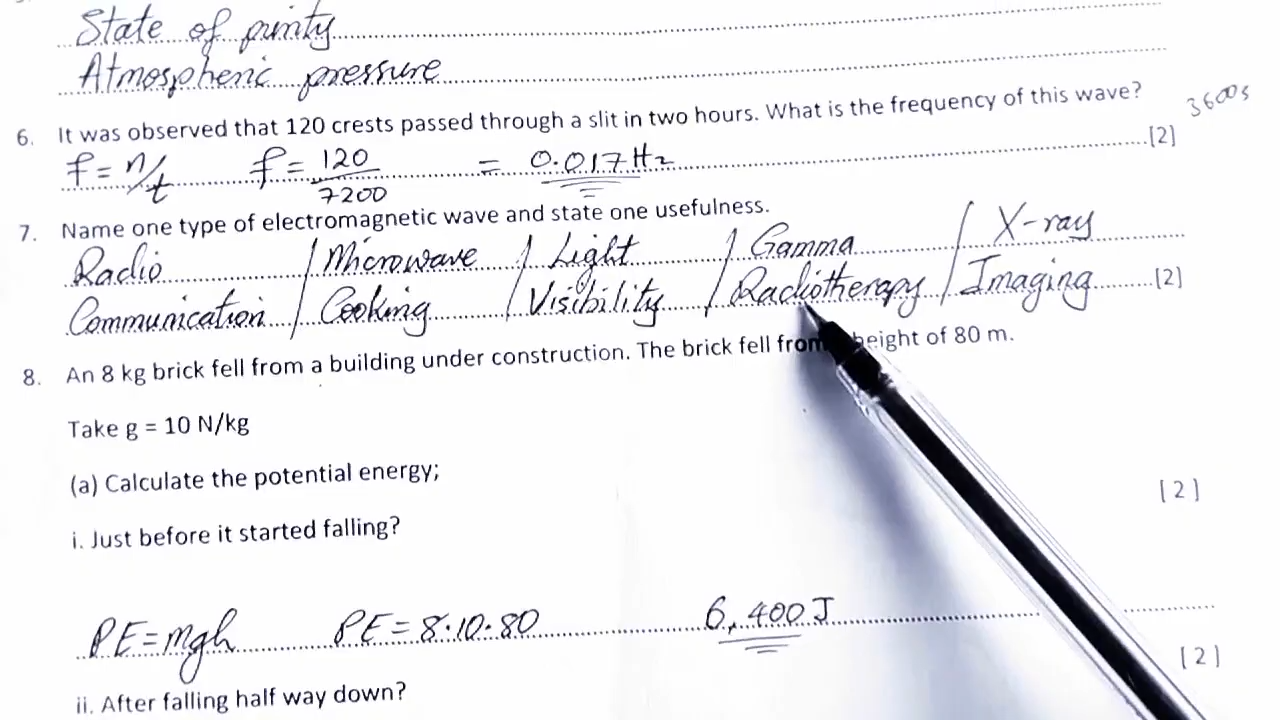 State of purity
Atmospheric pressure
6. It was observed that 120 crests passed through a slit in two hours. What is the frequency of this wave? 3600s
f = n/t f = 120/7200 = 0.017 Hz [2]
7. Name one type of electromagnetic wave and state one usefulness.
Radio / Microwave / Light / Gamma / X-ray
Communication / Cooking / Visibility / Radiotherapy / Imaging [2]
8. An 8 kg brick fell from a building under construction. The brick fell from height of 80 m.
Take g = 10 N/kg
(a) Calculate the potential energy;
[2]
i. Just before it started falling?
PE = mgh PE = 8·10·80 6,400 J
[2]
ii. After falling half way down?